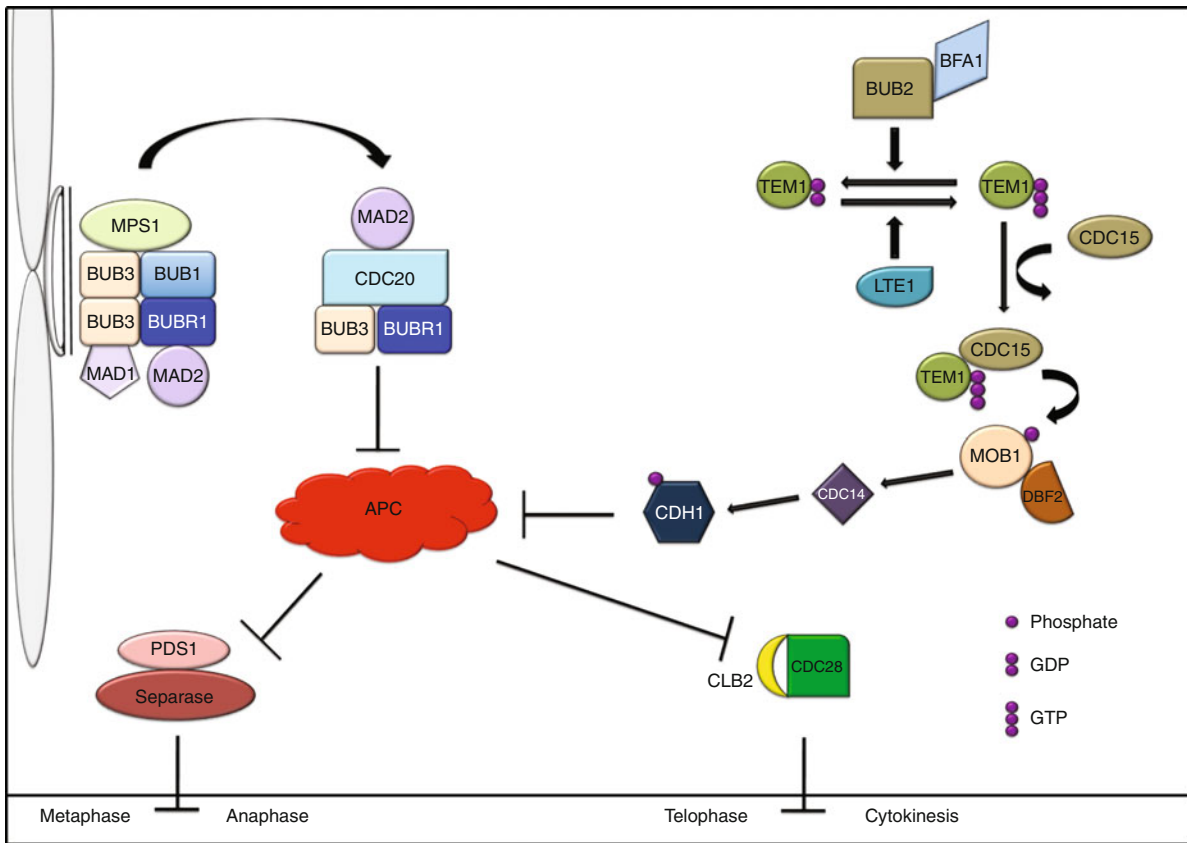 BFA1
BUB2
TEM1
TEM1
MAD2
MPS1
CDC15
BUB3 BUB1
CDC20
LTE1
BUB3 BUBR1
BUB3 BUBR1
CDC15
MAD1 MAD2
TEM1
MOB1
DBF2
CDC14
APC
CDH1
Phosphate
PDS1
GDP
CDC28
CLB2
Separase
GTP
Metaphase Anaphase Telophase Cytokinesis